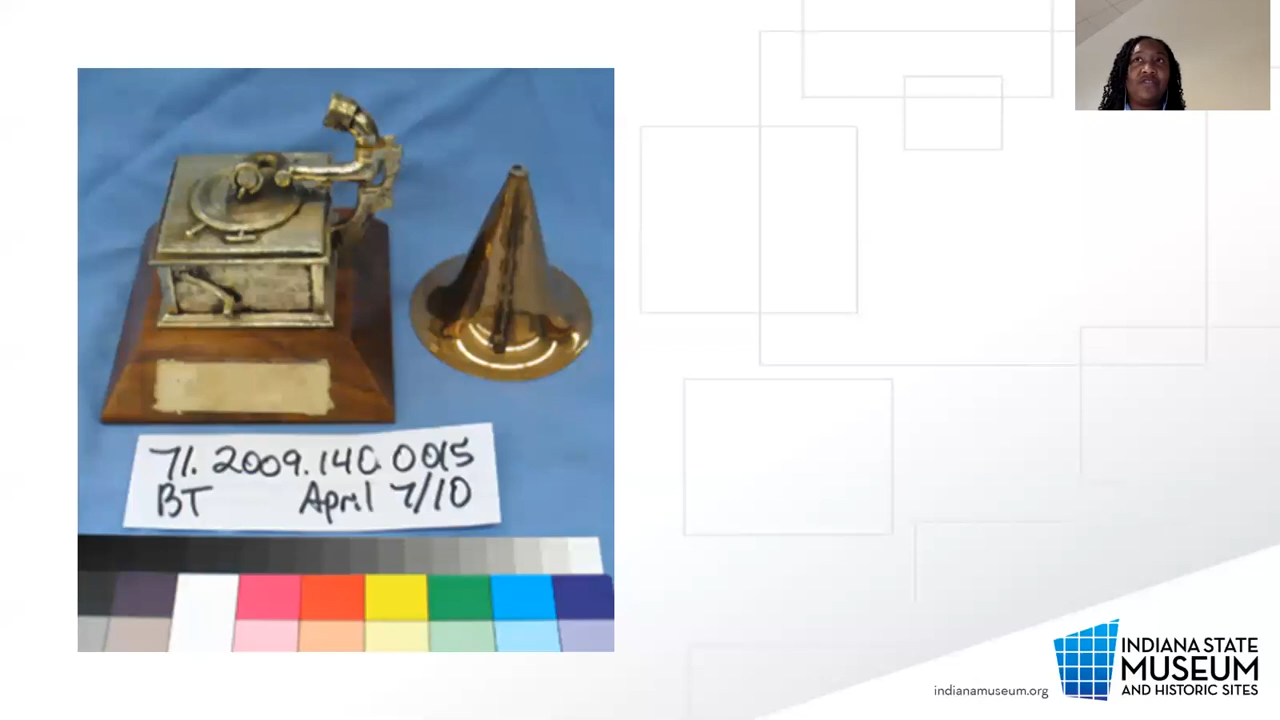 71.2009.140.0015
BT April 7/10
indianamuseum.org
INDIANA STATE
MUSEUM
AND HISTORIC SITES